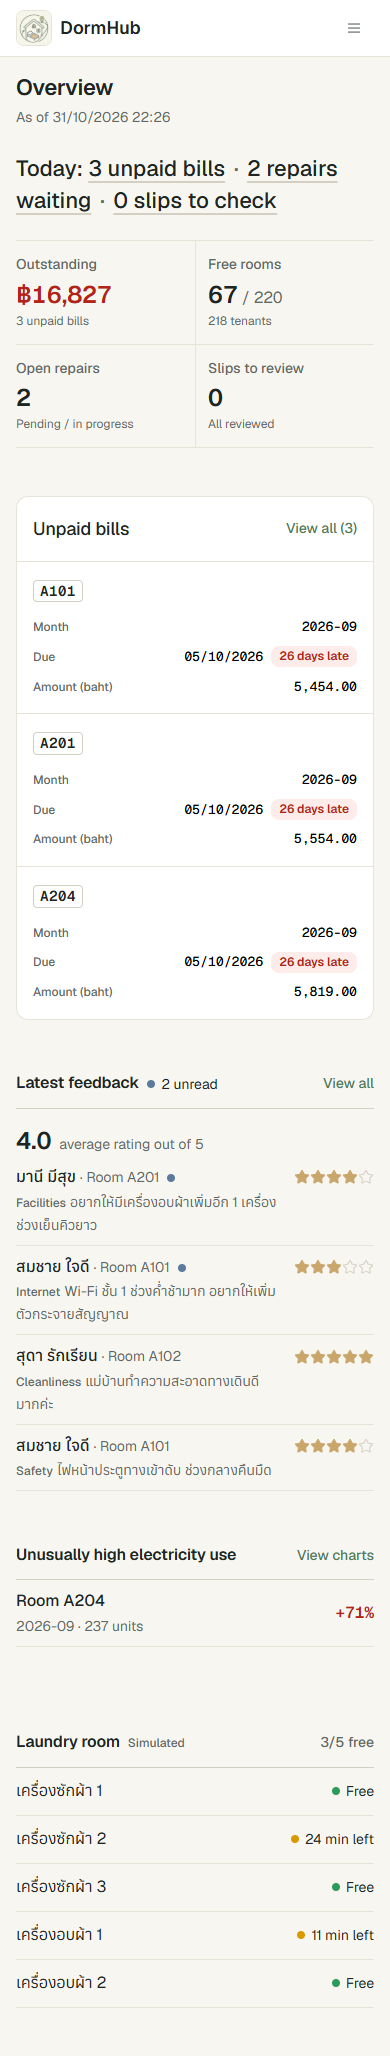 DormHub
Overview
As of 31/10/2026 22:26
Today: 3 unpaid bills · 2 repairs
waiting · 0 slips to check
Outstanding
฿16,827
3 unpaid bills
Free rooms
67 / 220
218 tenants
Open repairs
2
Pending / in progress
Slips to review
0
All reviewed
Unpaid bills View all (3)
A101
Month 2026-09
Due 05/10/2026 26 days late
Amount (baht) 5,454.00
A201
Month 2026-09
Due 05/10/2026 26 days late
Amount (baht) 5,554.00
A204
Month 2026-09
Due 05/10/2026 26 days late
Amount (baht) 5,819.00
Latest feedback 2 unread View all
4.0 average rating out of 5
มานี มีสุข · Room A201
Facilities อยากให้มีเครื่องอบผ้าเพิ่มอีก 1 เครื่อง
ช่วงเย็นคิวยาว
สมชาย ใจดี · Room A101
Internet Wi-Fi ชั้น 1 ช่วงค่ำช้ามาก อยากให้เพิ่ม
ตัวกระจายสัญญาณ
สุดา รักเรียน · Room A102
Cleanliness แม่บ้านทำความสะอาดทางเดินดี
มากค่ะ
สมชาย ใจดี · Room A101
Safety ไฟหน้าประตูทางเข้าดับ ช่วงกลางคืนมืด
Unusually high electricity use View charts
Room A204
2026-09 · 237 units
+71%
Laundry room Simulated 3/5 free
เครื่องซักผ้า 1 Free
เครื่องซักผ้า 2 24 min left
เครื่องซักผ้า 3 Free
เครื่องอบผ้า 1 11 min left
เครื่องอบผ้า 2 Free